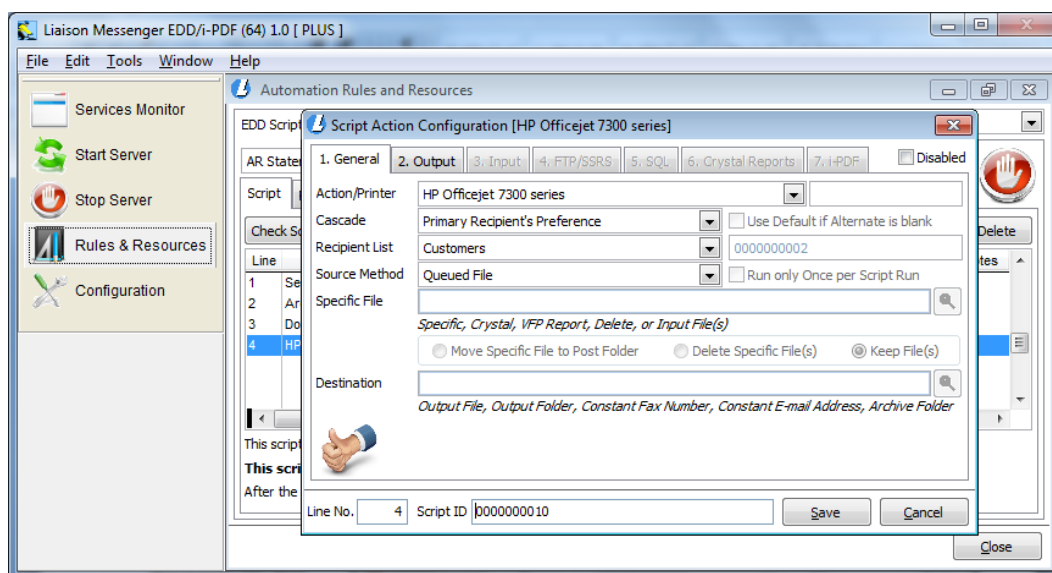 Liaison Messenger EDD/i-PDF (64) 1.0 [ PLUS ]
File Edit Tools Window Help
Services Monitor
Start Server
Stop Server
Rules & Resources
Configuration
Automation Rules and Resources
EDD Script
AR State
Script
Check
Delete
Line
1
2
3
4 HP
This script
This scri
After the
Script Action Configuration [HP Officejet 7300 series]
1. General 2. Output 3. Input 4. FTP/SSRS 5. SQL 6. Crystal Reports 7. i-PDF Disabled
Action/Printer HP Officejet 7300 series
Cascade Primary Recipient's Preference Use Default if Alternate is blank
Recipient List Customers 0000000002
Source Method Queued File Run only Once per Script Run
Specific File
Specific, Crystal, VFP Report, Delete, or Input File(s)
Move Specific File to Post Folder Delete Specific File(s) Keep File(s)
Destination
Output File, Output Folder, Constant Fax Number, Constant E-mail Address, Archive Folder
Line No. 4 Script ID 0000000010 Save Cancel
Close